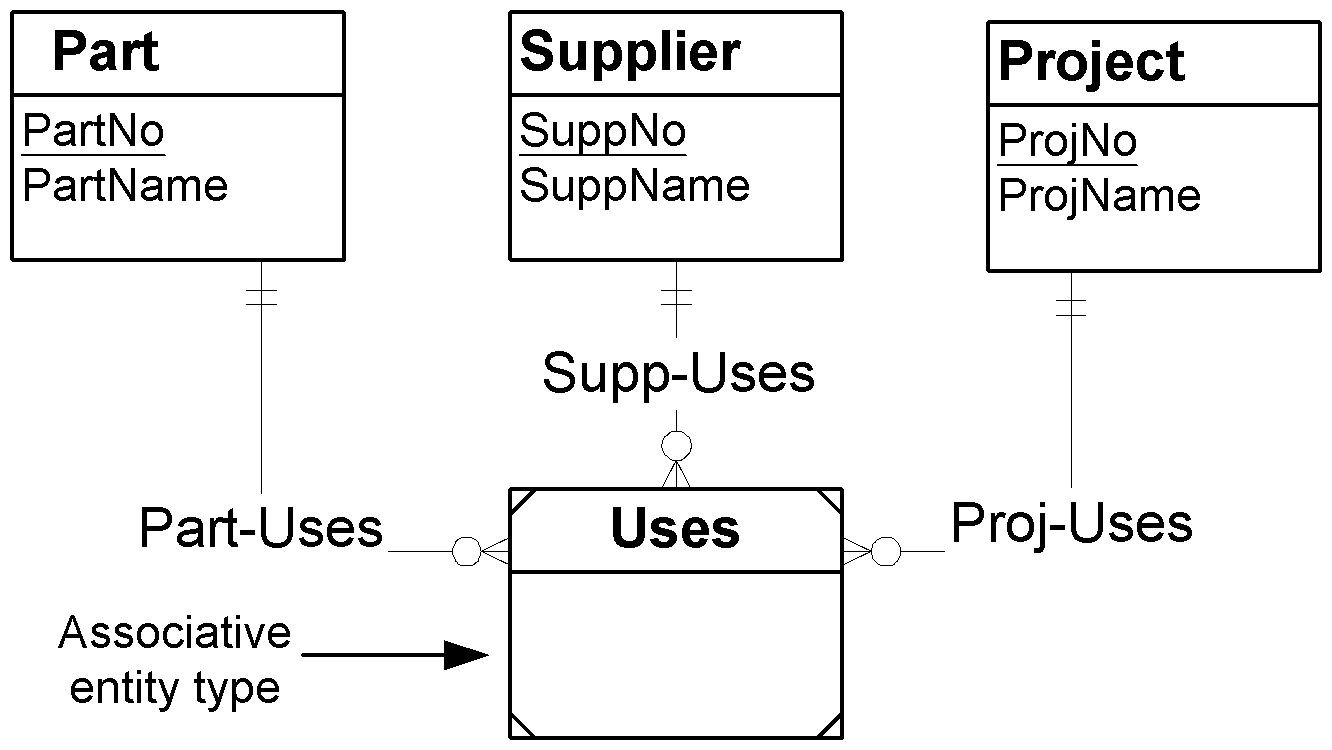 Part
PartNo
PartName
Supplier
SuppNo
SuppName
Project
ProjNo
ProjName
Supp-Uses
Part-Uses
Uses
Proj-Uses
Associative
entity type